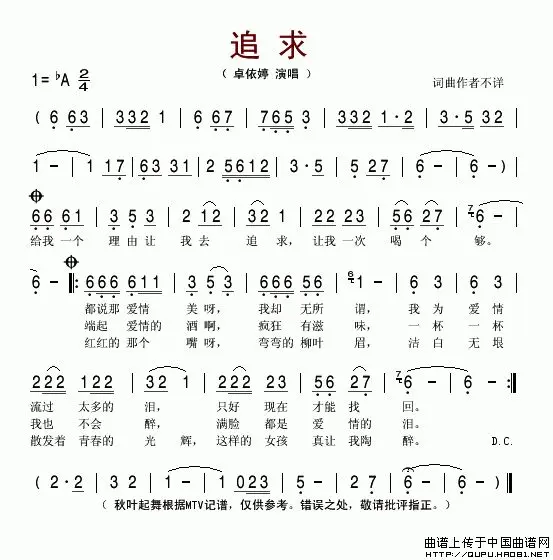 追求
( 卓依婷 演唱 )
1=♭A 2/4
词曲作者不详
( 6 63 | 332 1 | 6 67 | 765 3 | 332 1·2 | 3·5 32 |
1 - | 1 17 | 63 31 | 2 5612 | 3·5 | 5 27 | 6 - | 6 - )
66 61 | 3 53 | 2 12 | 32 1 | 22 23 | 56 27 | 6 -
给我 一个 理由让 我去 追求, 让我 一次 喝个 够。
6 - |: 666 611 | 3 53 | 666 56 | 1 - | 6 3 | 6 3
都说那 爱情 美呀, 我却 无所 谓, 我为 爱情
端起 爱情的 酒啊, 疯狂 有滋 味, 一杯 一杯
红红的 那个 嘴呀, 弯弯的 柳叶 眉, 洁白 无垠
222 122 | 32 1 | 222 23 | 56 27 | 6 - :|
流过 太多的 泪, 只好 现在 才能 找 回。
我也 不会 醉, 满脸 都是 爱情 的 泪。
散发着 青春的 光 辉, 这样的 女孩 真让 我陶 醉。 D.C.
( 2·2 | 3·2 | 1 - | 1 023 | 5·5 | 27 | 6 - | 6 - )
(秋叶起舞根据MTV记谱,仅供参考。错误之处,敬请批评指正。)
曲谱上传于中国曲谱网
HTTP://QUPU.HAO81.NET